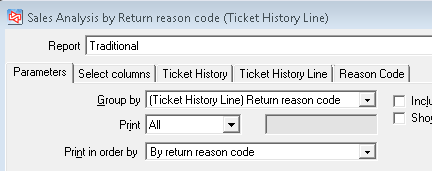 Sales Analysis by Return reason code (Ticket History Line)
Report Traditional
Parameters Select columns Ticket History Ticket History Line Reason Code
Group by (Ticket History Line) Return reason code
Print All
Print in order by By return reason code